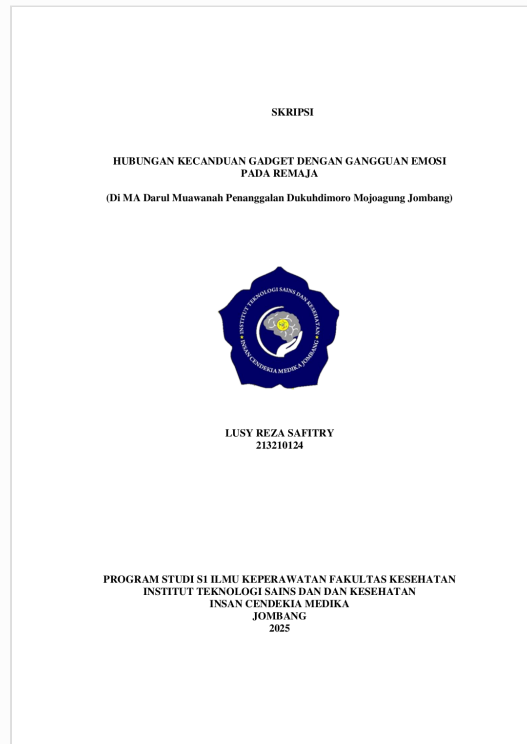 SKRIPSI
HUBUNGAN KECANDUAN GADGET DENGAN GANGGUAN EMOSI
PADA REMAJA
(Di MA Darul Muawanah Penanggalan Dukuhdimoro Mojoagung Jombang)
INSTITUT TEKNOLOGI SAINS DAN KESEHATAN
INSAN CENDEKIA MEDIKA JOMBANG
LUSY REZA SAFITRY
213210124
PROGRAM STUDI S1 ILMU KEPERAWATAN FAKULTAS KESEHATAN
INSTITUT TEKNOLOGI SAINS DAN DAN KESEHATAN
INSAN CENDEKIA MEDIKA
JOMBANG
2025